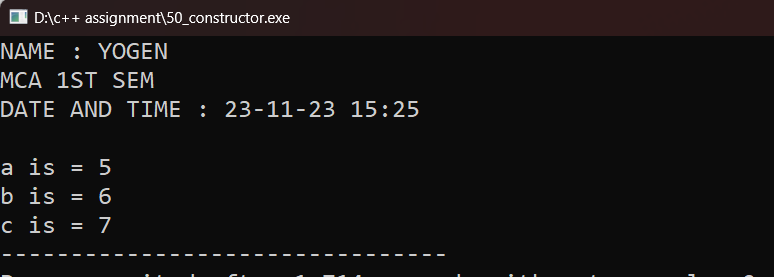 D:\c++ assignment\50_constructor.exe
NAME : YOGEN
MCA 1ST SEM
DATE AND TIME : 23-11-23 15:25
a is = 5
b is = 6
c is = 7
--------------------------------